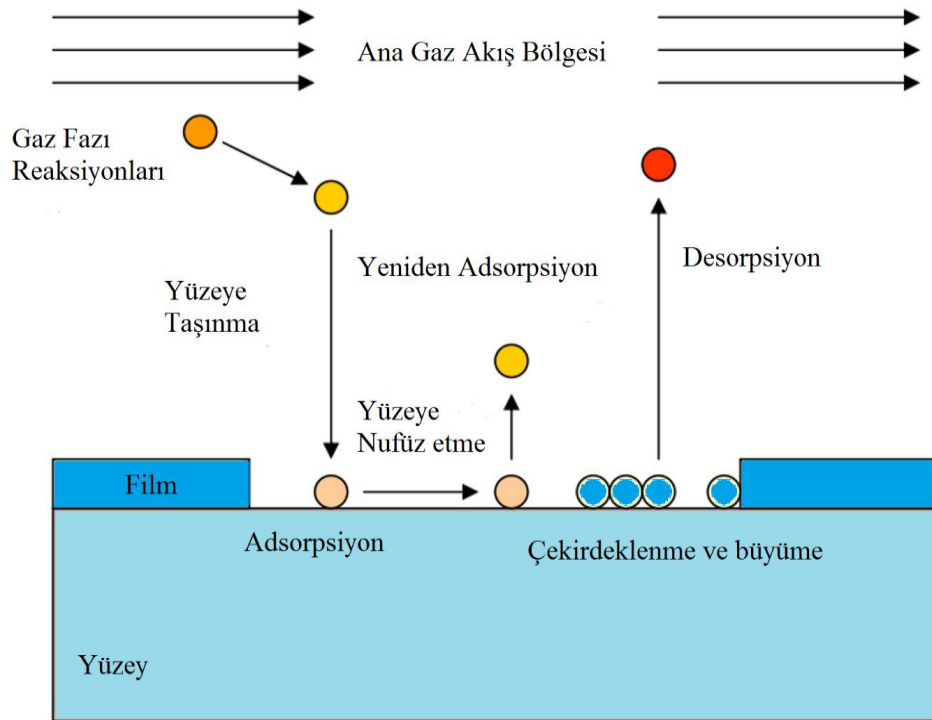 Ana Gaz Akış Bölgesi
Gaz Fazı
Reaksiyonları
Yeniden Adsorpsiyon
Desorpsiyon
Yüzeye
Taşınma
Yüzeye
Nufüz etme
Film
Adsorpsiyon
Çekirdeklenme ve büyüme
Yüzey